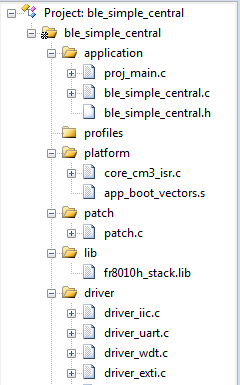 Project: ble_simple_central
ble_simple_central
application
proj_main.c
ble_simple_central.c
ble_simple_central.h
profiles
platform
core_cm3_isr.c
app_boot_vectors.s
patch
patch.c
lib
fr8010h_stack.lib
driver
driver_iic.c
driver_uart.c
driver_wdt.c
driver_exti.c